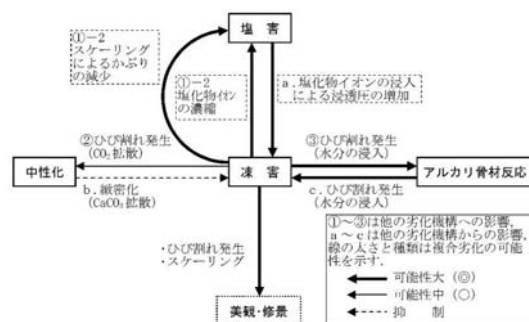 ①-2
スケーリング
によるかぶり
の減少
塩 害
①-2
塩化物イオン
の濃縮
a.塩化物イオンの浸入
による浸透圧の増加
②ひび割れ発生
(CO₂拡散)
③ひび割れ発生
(水分の浸入)
中性化
凍 害
アルカリ骨材反応
b.緻密化
(CaCO₃拡散)
c.ひび割れ発生
(水分の浸入)
・ひび割れ発生
・スケーリング
①～③は他の劣化機構への影響,
a～cは他の劣化機構からの影響,
線の太さと種類は複合劣化の可能
性を示す.
可能性大 (◎)
可能性中 (○)
抑 制
美観・修景